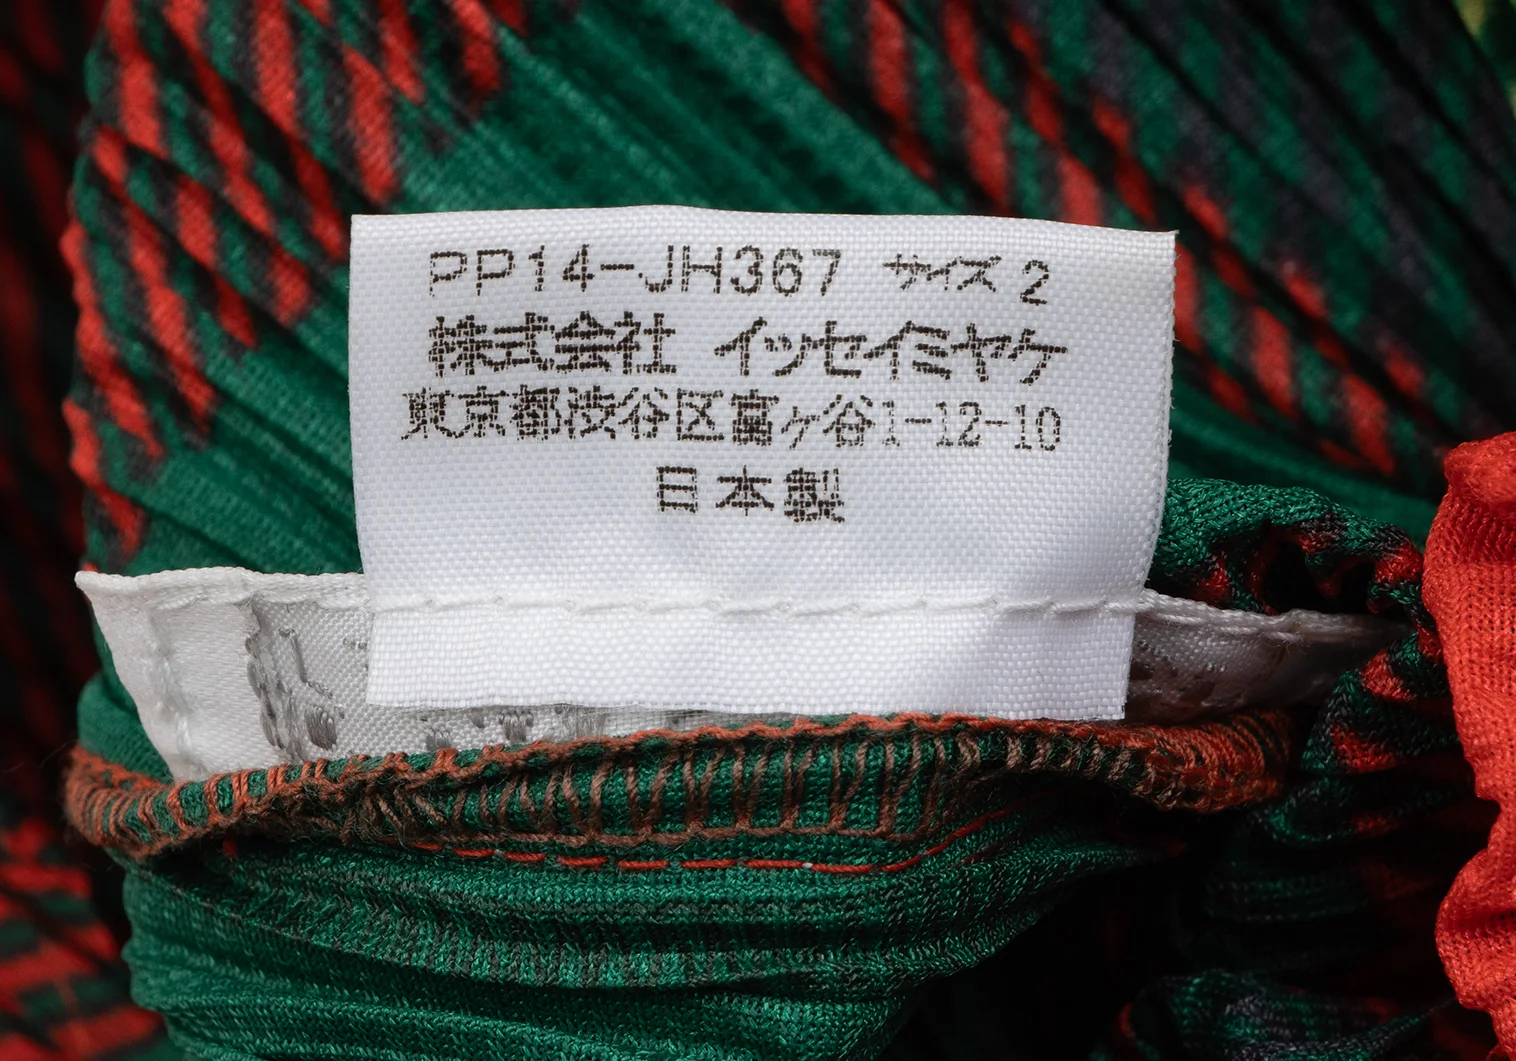 PP14-JH367 サイズ 2
株式会社 イッセイミヤケ
東京都渋谷区富ヶ谷1-12-10
日本製